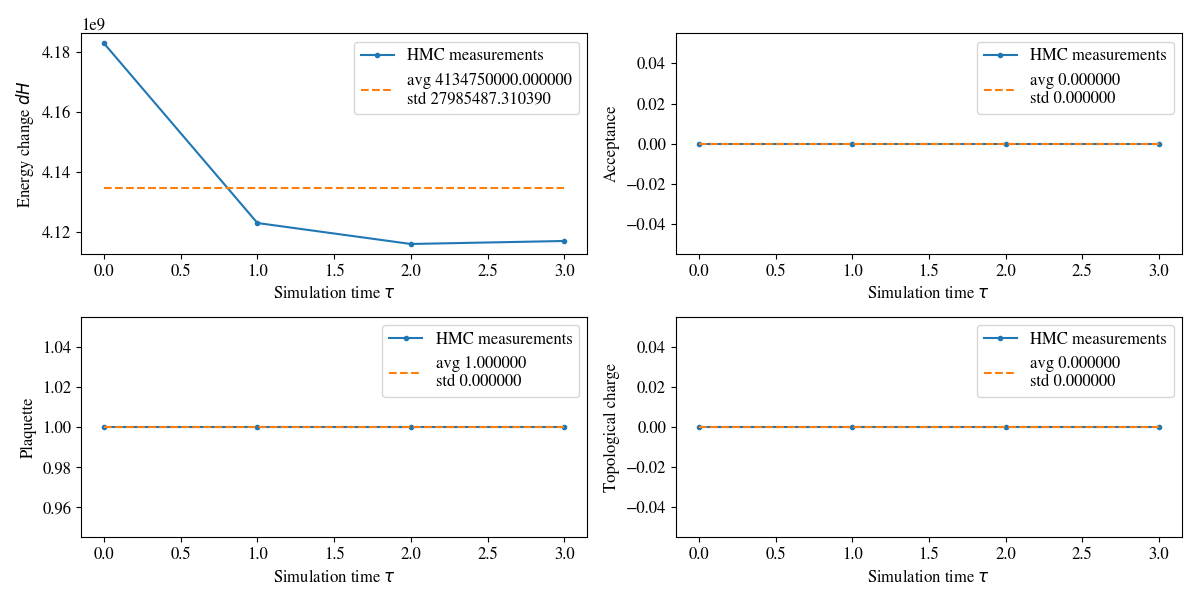 1e9
4.18
4.16
4.14
4.12
Energy change dH
HMC measurements
avg 4134750000.000000
std 27985487.310390
0.0 0.5 1.0 1.5 2.0 2.5 3.0
Simulation time τ
0.04
0.02
0.00
−0.02
−0.04
Acceptance
HMC measurements
avg 0.000000
std 0.000000
0.0 0.5 1.0 1.5 2.0 2.5 3.0
Simulation time τ
1.04
1.02
1.00
0.98
0.96
Plaquette
HMC measurements
avg 1.000000
std 0.000000
0.0 0.5 1.0 1.5 2.0 2.5 3.0
Simulation time τ
0.04
0.02
0.00
−0.02
−0.04
Topological charge
HMC measurements
avg 0.000000
std 0.000000
0.0 0.5 1.0 1.5 2.0 2.5 3.0
Simulation time τ